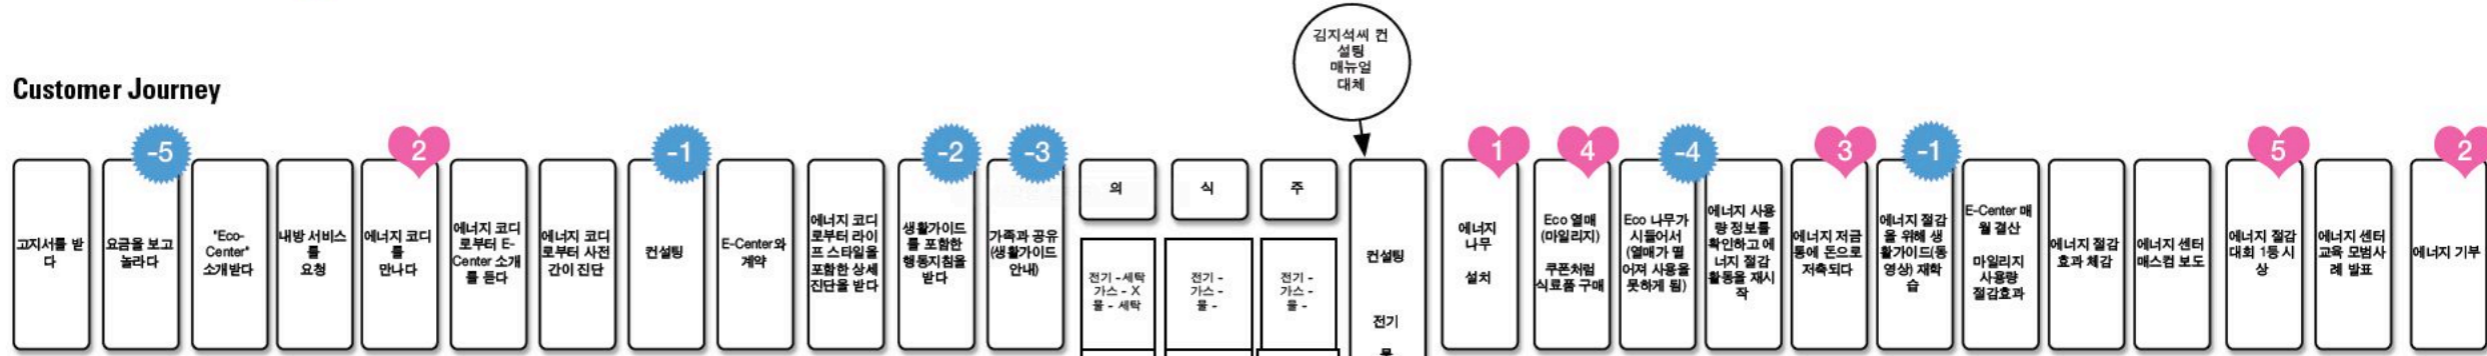 김지석씨 컨
설팅
매뉴얼
대체
Customer Journey
-5
2
-1
-2
-3
1
4
-4
3
-1
5
2
고지서를 받
다
요금을 보고
놀라다
"Eco-
Center"
소개받다
내방 서비스
를
요청
에너지 코디
를
만나다
에너지 코디
로부터 E-
Center 소개
를 듣다
에너지 코디
로부터 사전
간이 진단
컨설팅
E-Center와
계약
에너지 코디
로부터 라이
프 스타일을
포함한 상세
진단을 받다
생활가이드
를 포함한
행동지침을
받다
가족과 공유
(생활가이드
안내)
의
전기 -세탁
가스 - X
물 - 세탁
식
전기 -
가스 -
물 -
주
전기 -
가스 -
물 -
컨설팅
전기
물
에너지
나무
설치
Eco 열매
(마일리지)
쿠폰처럼
식료품 구매
Eco 나무가
시들어서
(열매가 떨
어져 사용을
못하게 됨)
에너지 사용
량 정보를
확인하고 에
너지 절감
활동을 재시
작
에너지 저금
통에 돈으로
저축되다
에너지 절감
을 위해 생
활가이드(동
영상) 재학
습
E-Center 매
월 결산
마일리지
사용량
절감효과
에너지 절감
효과 체감
에너지 센터
매스컴 보도
에너지 절감
대회 1등 시
상
에너지 센터
교육 모범사
례 발표
에너지 기부